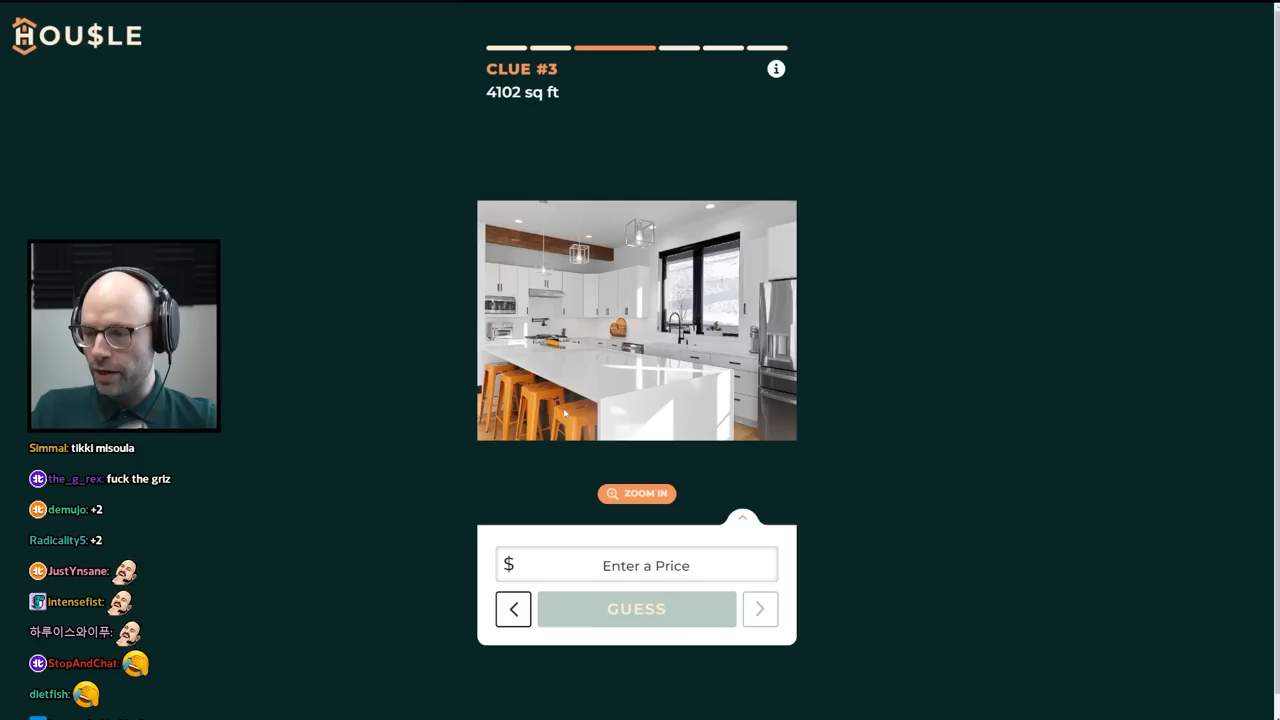 HOU$LE
CLUE #3
4102 sq ft
ZOOM IN
$ Enter a Price
GUESS
Simmal: tikki misoula
the_g_rex: fuck the griz
demujo: +2
Radicality5: +2
JustYnsane:
intensefist:
하루이스와이푸:
StopAndChat:
dietfish: